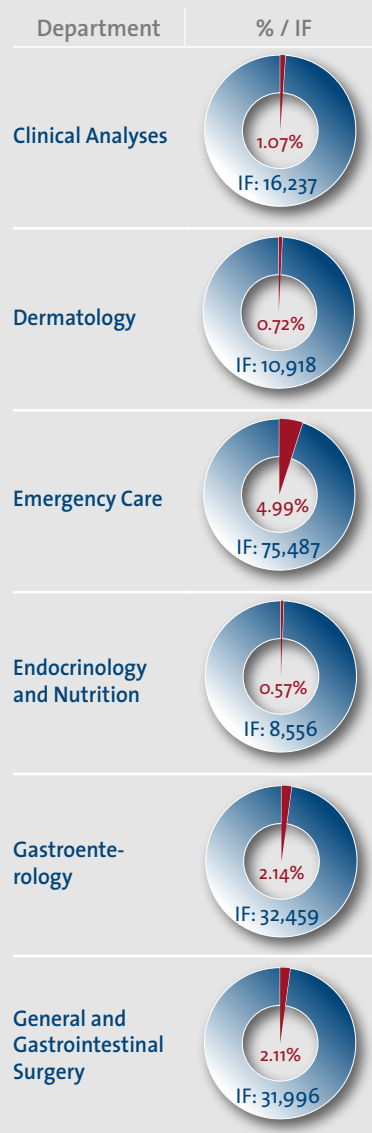 Department % / IF
Clinical Analyses
1.07%
IF: 16,237
Dermatology
0.72%
IF: 10,918
Emergency Care
4.99%
IF: 75,487
Endocrinology
and Nutrition
0.57%
IF: 8,556
Gastroente-
rology
2.14%
IF: 32,459
General and
Gastrointestinal
Surgery
2.11%
IF: 31,996